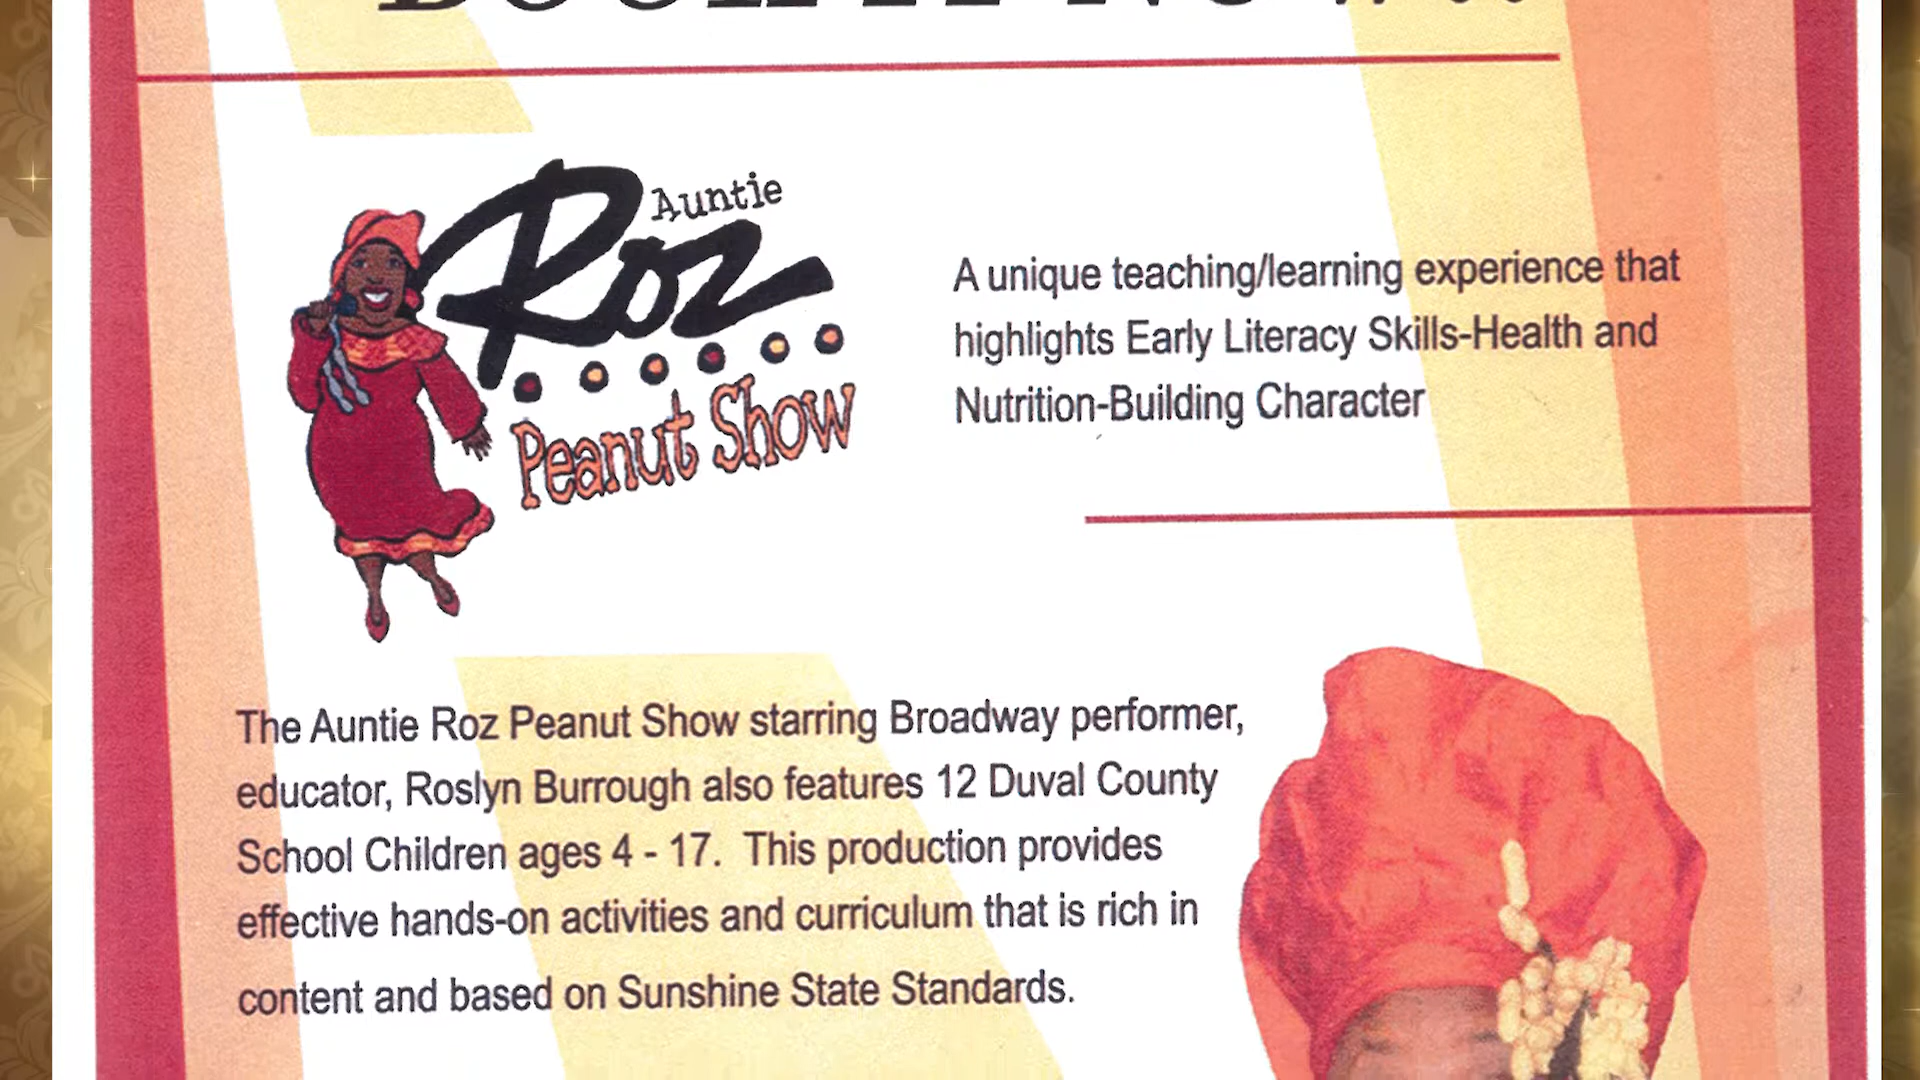 Auntie
Roz
Peanut Show
A unique teaching/learning experience that
highlights Early Literacy Skills-Health and
Nutrition-Building Character
The Auntie Roz Peanut Show starring Broadway performer,
educator, Roslyn Burrough also features 12 Duval County
School Children ages 4 - 17. This production provides
effective hands-on activities and curriculum that is rich in
content and based on Sunshine State Standards.